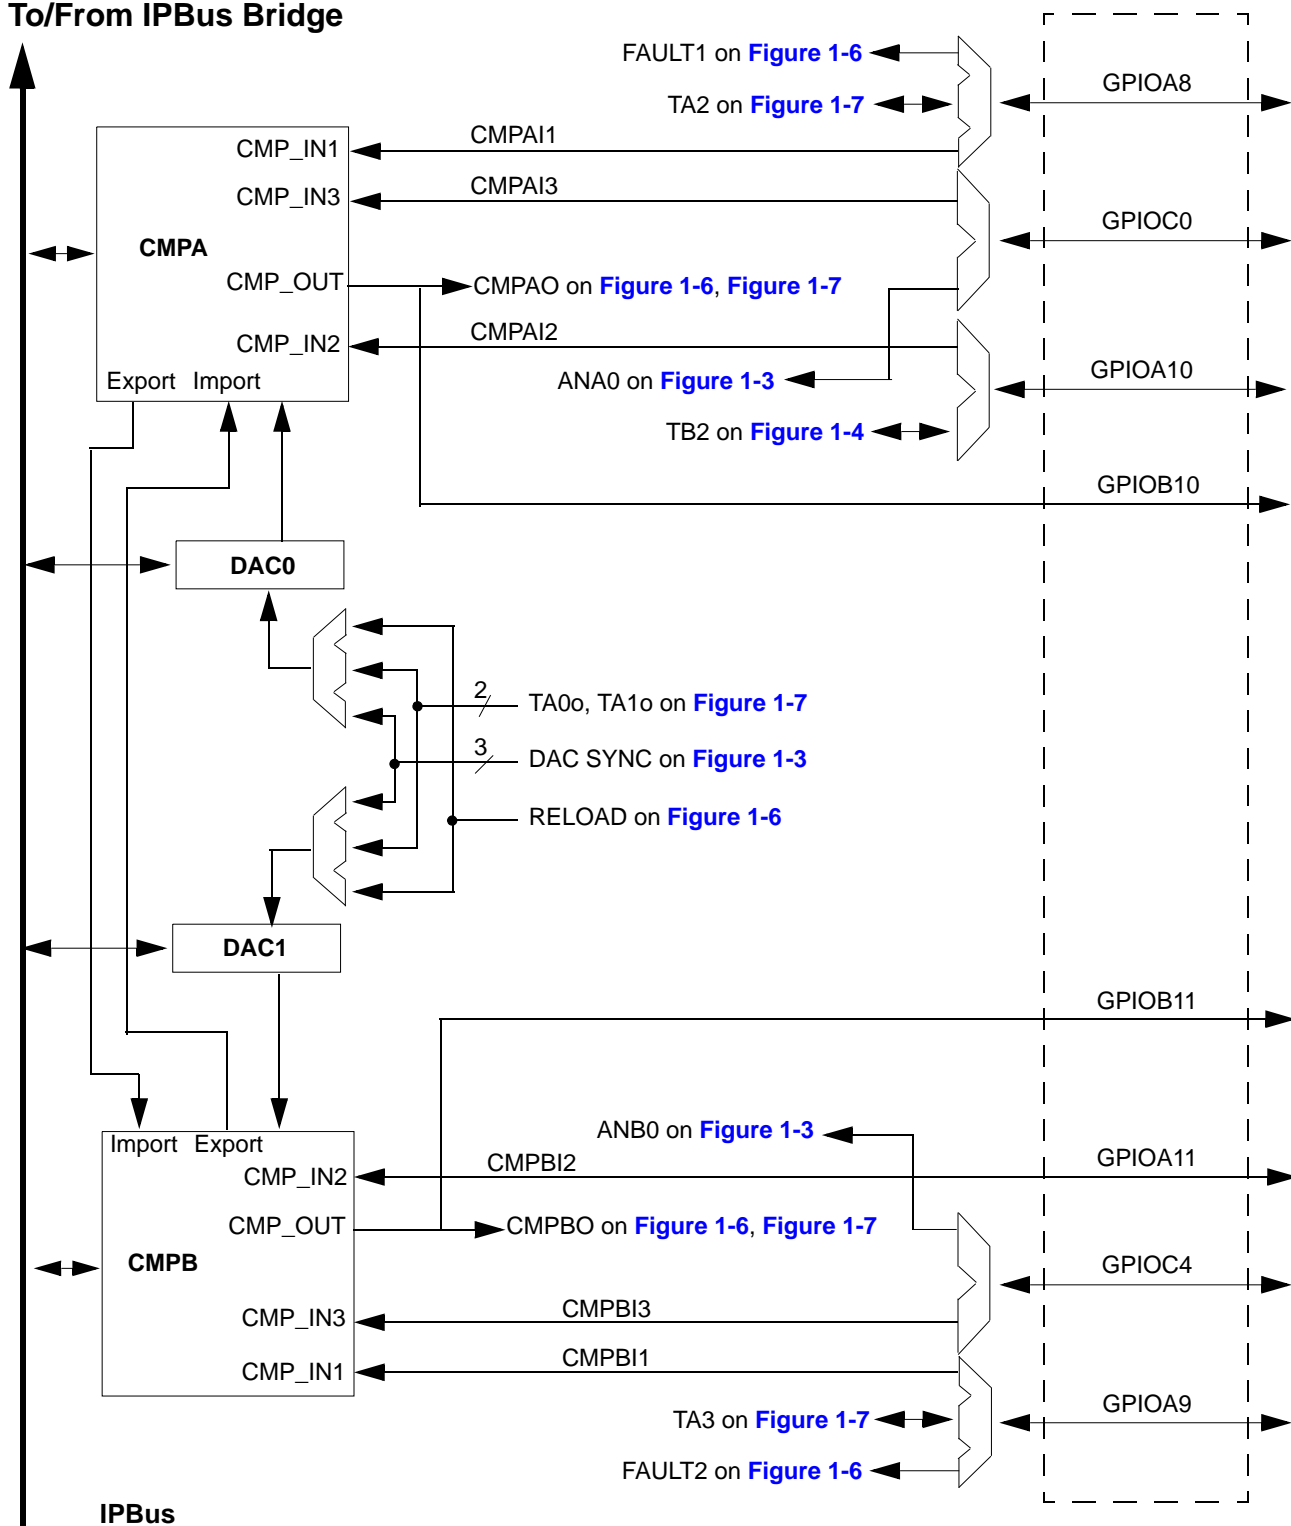 To/From IPBus Bridge
FAULT1 on Figure 1-6
GPIOA8
TA2 on Figure 1-7
CMPAI1
CMP_IN1
CMPAI3
CMP_IN3
GPIOC0
CMPA
CMP_OUT
CMPAO on Figure 1-6, Figure 1-7
CMPAI2
CMP_IN2
Export Import
ANA0 on Figure 1-3
GPIOA10
TB2 on Figure 1-4
GPIOB10
DAC0
2
TA0o, TA1o on Figure 1-7
3
DAC SYNC on Figure 1-3
RELOAD on Figure 1-6
DAC1
GPIOB11
ANB0 on Figure 1-3
Import Export
CMPBI2
GPIOA11
CMP_IN2
CMP_OUT
CMPBO on Figure 1-6, Figure 1-7
CMPB
GPIOC4
CMPBI3
CMP_IN3
CMPBI1
CMP_IN1
GPIOA9
TA3 on Figure 1-7
FAULT2 on Figure 1-6
IPBus